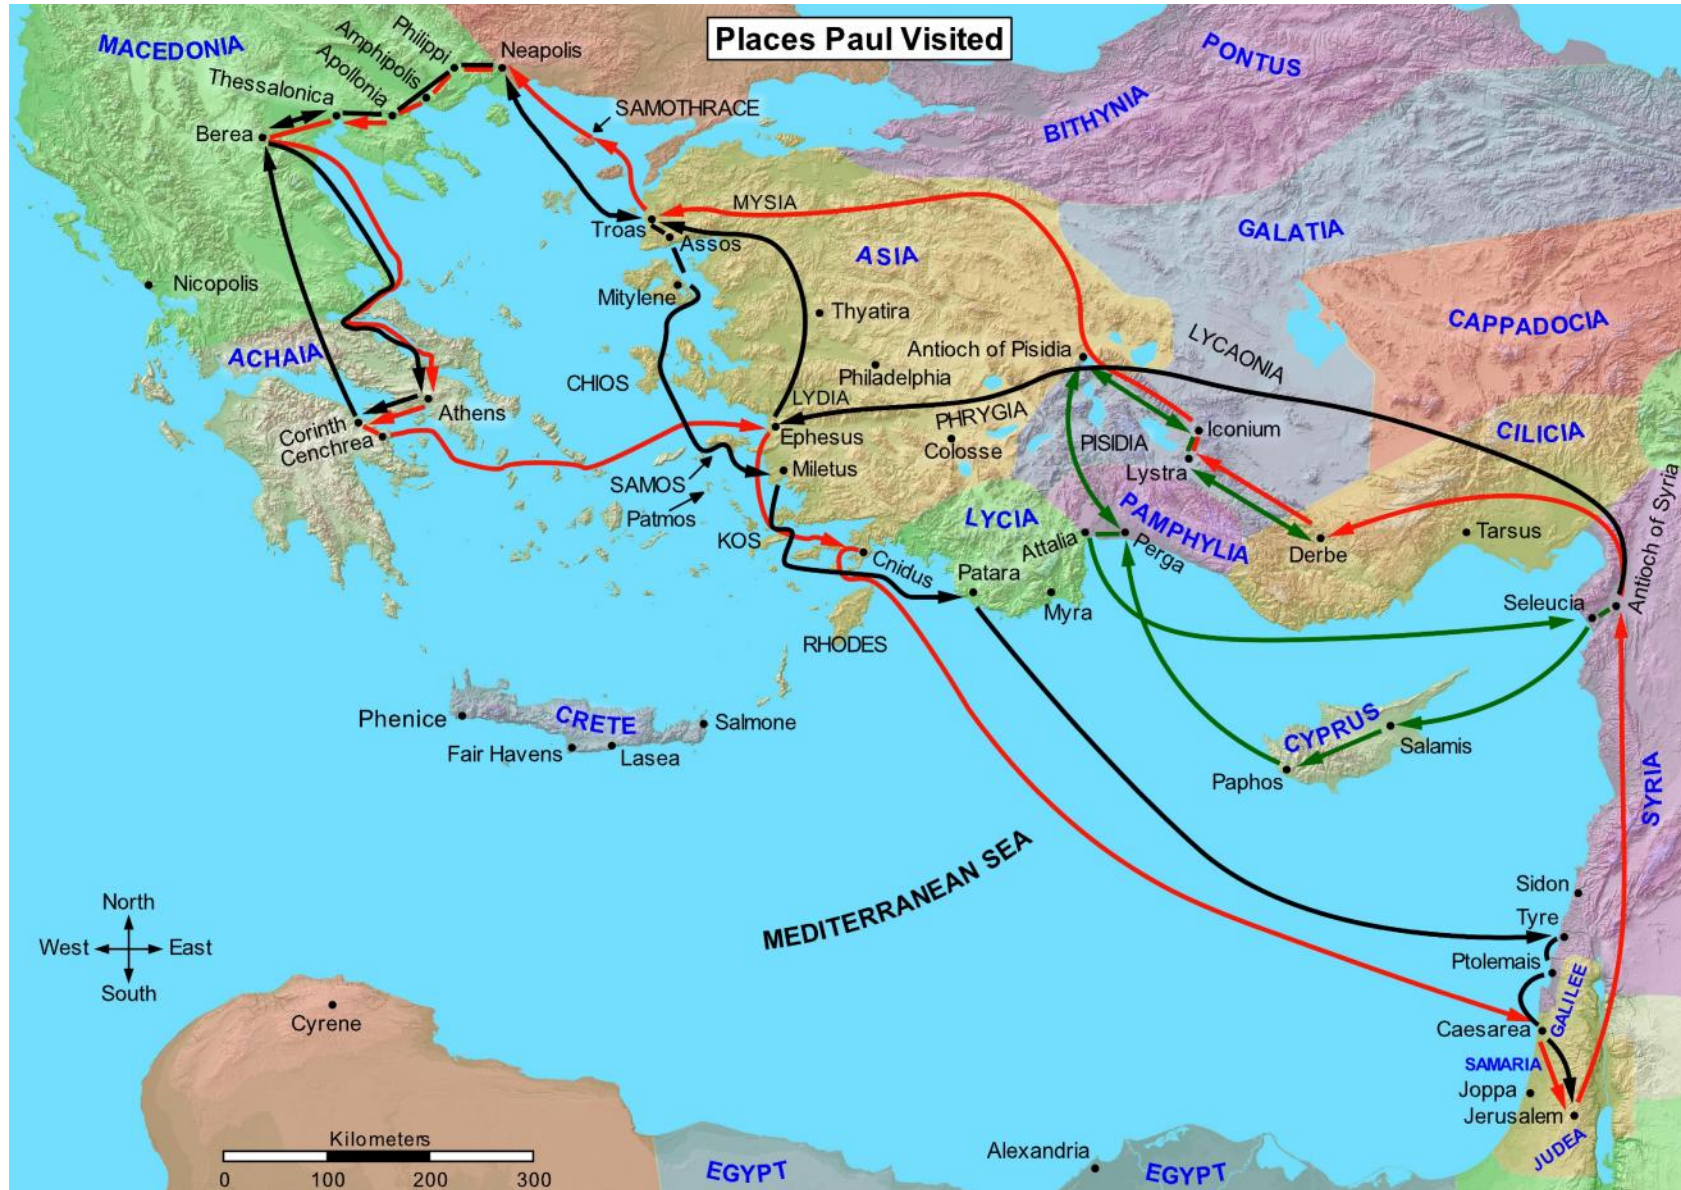 Places Paul Visited
MACEDONIA
Philippi
Neapolis
Amphipolis
Apollonia
Thessalonica
Berea
SAMOTHRACE
PONTUS
BITHYNIA
MYSIA
Troas
Assos
ASIA
GALATIA
Nicopolis
Mitylene
Thyatira
CAPPADOCIA
ACHAIA
CHIOS
Antioch of Pisidia
LYCAONIA
Philadelphia
LYDIA
PHRYGIA
Athens
Corinth
Cenchrea
Ephesus
Colosse
PISIDIA
Iconium
CILICIA
Miletus
Lystra
SAMOS
Patmos
KOS
LYCIA
PAMPHYLIA
Attalia
Perga
Derbe
Tarsus
Antioch of Syria
Cnidus
Patara
Myra
Seleucia
RHODES
Phenice
CRETE
Salmone
Fair Havens
Lasea
CYPRUS
Salamis
Paphos
SYRIA
MEDITERRANEAN SEA
Sidon
Tyre
North
West
East
South
Ptolemais
GALILEE
Cyrene
Caesarea
SAMARIA
Joppa
Jerusalem
JUDEA
Kilometers
0 100 200 300
EGYPT
Alexandria
EGYPT